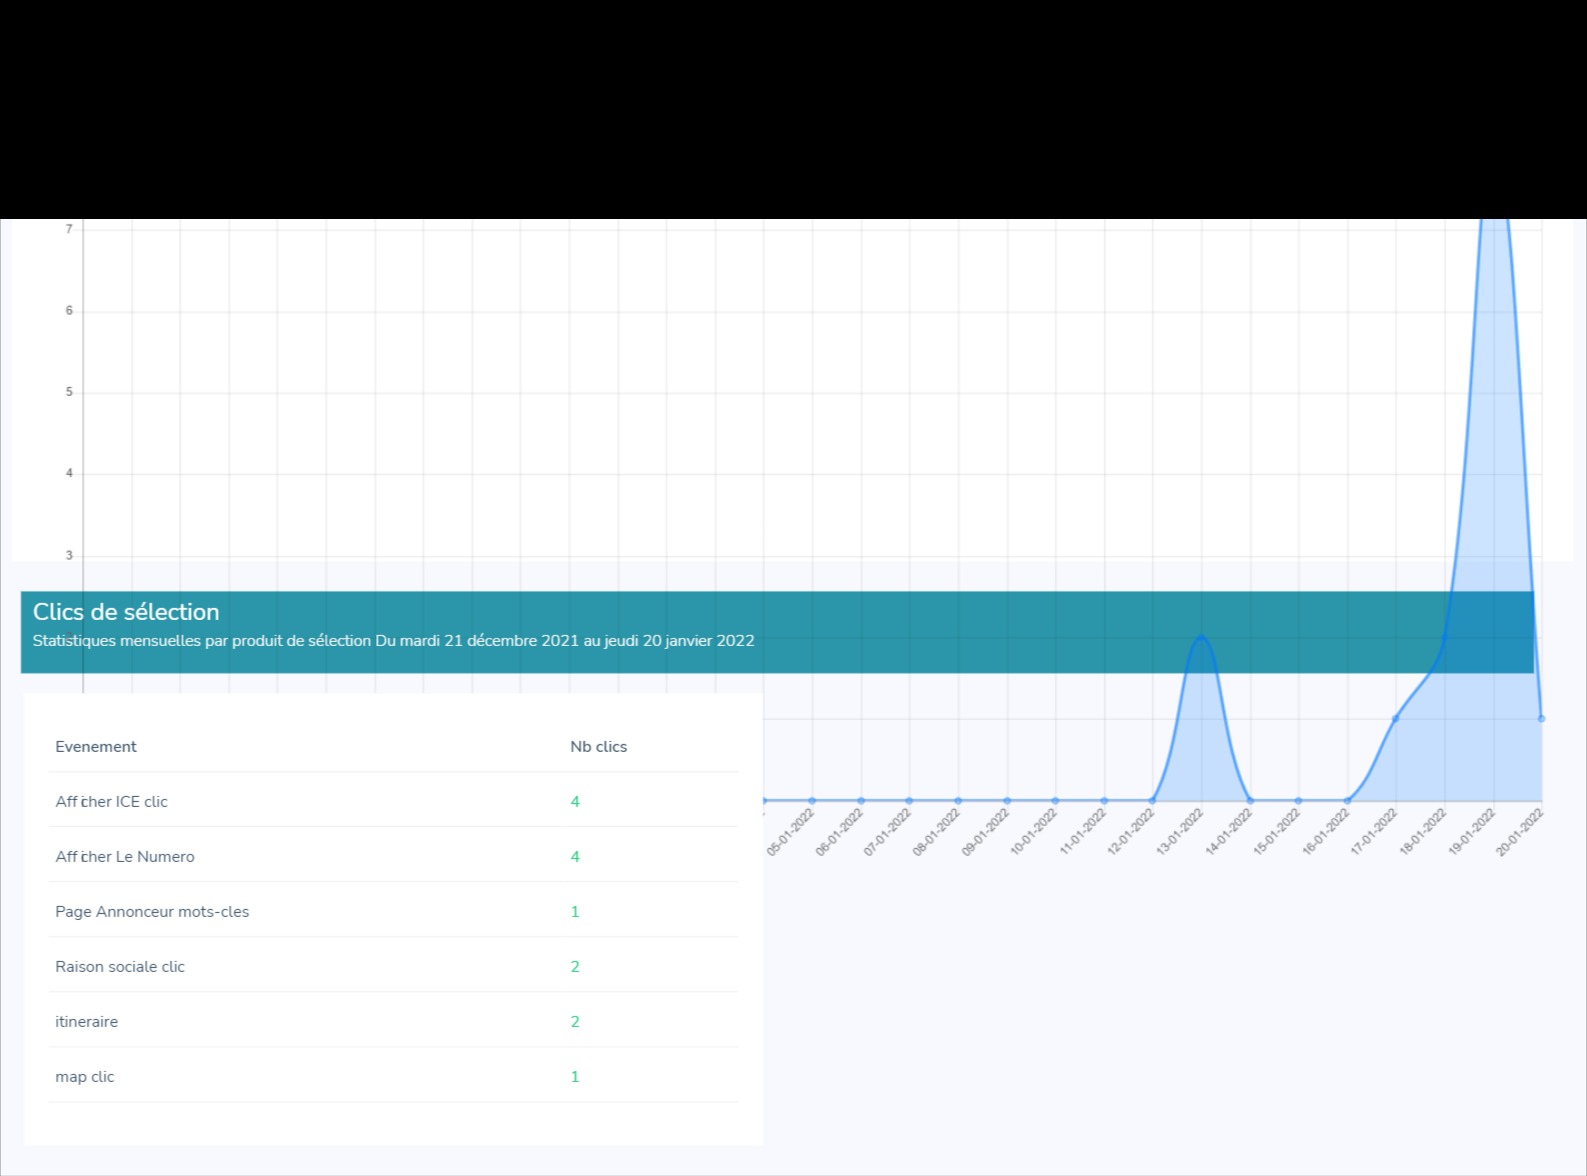 7
6
5
4
3
Clics de sélection
Statistiques mensuelles par produit de sélection Du mardi 21 décembre 2021 au jeudi 20 janvier 2022
Evenement Nb clics
Afficher ICE clic 4
Afficher Le Numero 4
Page Annonceur mots-cles 1
Raison sociale clic 2
itineraire 2
map clic 1
05-01-2022 06-01-2022 07-01-2022 08-01-2022 09-01-2022 10-01-2022 11-01-2022 12-01-2022 13-01-2022 14-01-2022 15-01-2022 16-01-2022 17-01-2022 18-01-2022 19-01-2022 20-01-2022